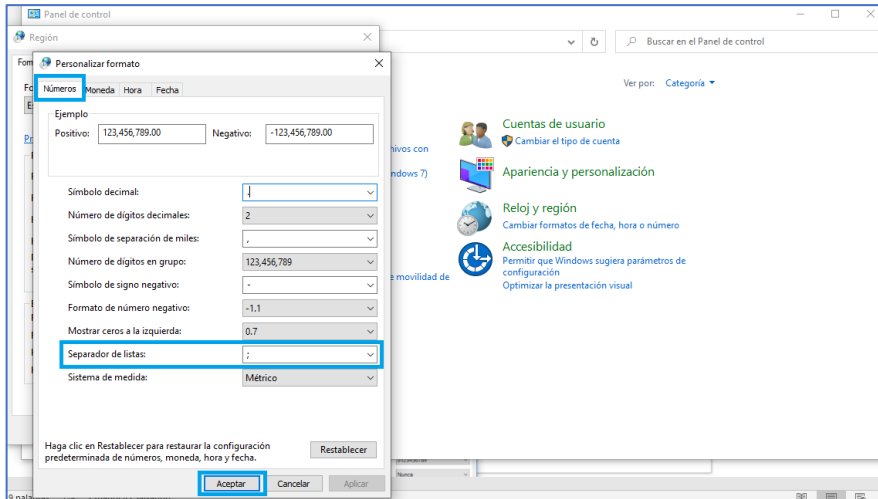 Panel de control
Región
Buscar en el Panel de control
Personalizar formato
Números Moneda Hora Fecha
Ver por: Categoría
Ejemplo
Positivo: 123,456,789.00 Negativo: -123,456,789.00
Cuentas de usuario
Cambiar el tipo de cuenta
Apariencia y personalización
Símbolo decimal: .
Número de dígitos decimales: 2
Símbolo de separación de miles: ,
Número de dígitos en grupo: 123,456,789
Símbolo de signo negativo: -
Formato de número negativo: -1.1
Mostrar ceros a la izquierda: 0.7
Separador de listas: ;
Sistema de medida: Métrico
Reloj y región
Cambiar formatos de fecha, hora o número
Accesibilidad
Permitir que Windows sugiera parámetros de
configuración
Optimizar la presentación visual
e movilidad de
Haga clic en Restablecer para restaurar la configuración
predeterminada de números, moneda, hora y fecha.
Restablecer
Aceptar Cancelar Aplicar
Nunca